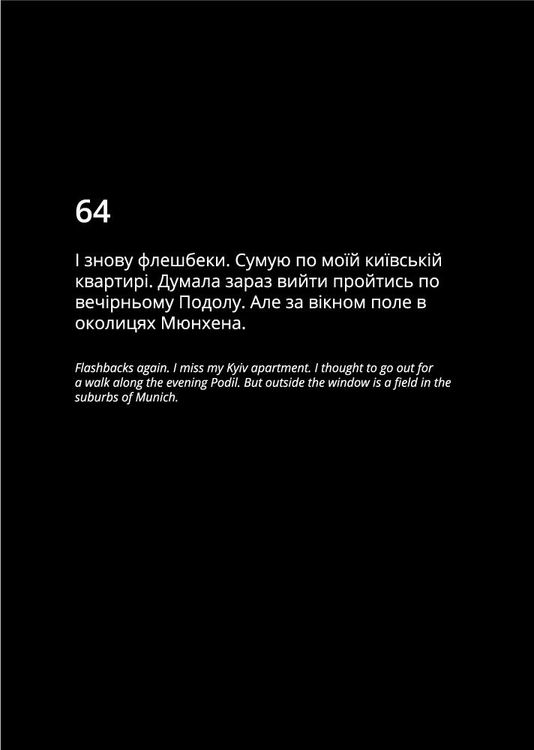 64
І знову флешбеки. Сумую по моїй київській
квартирі. Думала зараз вийти пройтись по
вечірньому Подолу. Але за вікном поле в
околицях Мюнхена.
Flashbacks again. I miss my Kyiv apartment. I thought to go out for
a walk along the evening Podil. But outside the window is a field in the
suburbs of Munich.